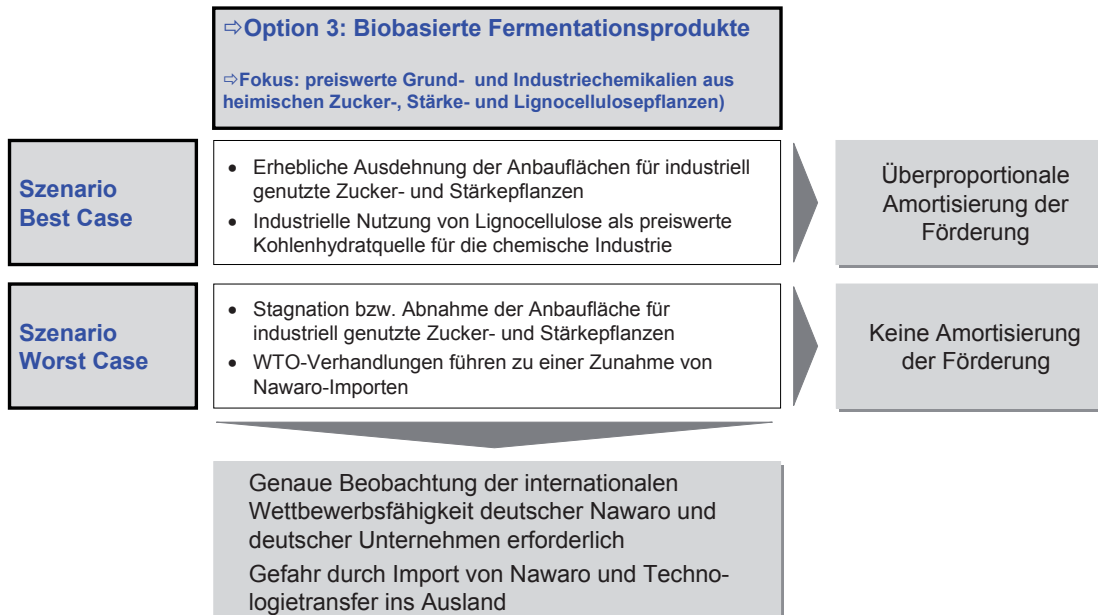 ⇨Option 3: Biobasierte Fermentationsprodukte
⇨Fokus: preiswerte Grund- und Industriechemikalien aus
heimischen Zucker-, Stärke- und Lignocellulosepflanzen)
Szenario
Best Case
• Erhebliche Ausdehnung der Anbauflächen für industriell
genutzte Zucker- und Stärkepflanzen
• Industrielle Nutzung von Lignocellulose als preiswerte
Kohlenhydratquelle für die chemische Industrie
Überproportionale
Amortisierung der
Förderung
Szenario
Worst Case
• Stagnation bzw. Abnahme der Anbaufläche für
industriell genutzte Zucker- und Stärkepflanzen
• WTO-Verhandlungen führen zu einer Zunahme von
Nawaro-Importen
Keine Amortisierung
der Förderung
Genaue Beobachtung der internationalen
Wettbewerbsfähigkeit deutscher Nawaro und
deutscher Unternehmen erforderlich
Gefahr durch Import von Nawaro und Techno-
logietransfer ins Ausland